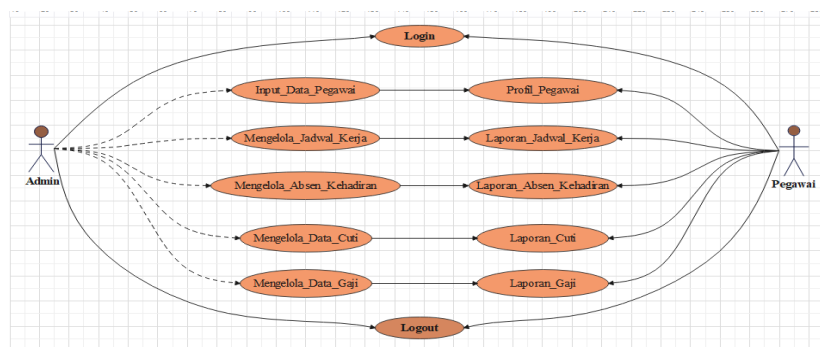 Login
Input_Data_Pegawai
Profil_Pegawai
Mengelola_Jadwal_Kerja
Laporan_Jadwal_Kerja
Admin
Pegawai
Mengelola_Absen_Kehadiran
Laporan_Absen_Kehadiran
Mengelola_Data_Cuti
Laporan_Cuti
Mengelola_Data_Gaji
Laporan_Gaji
Logout